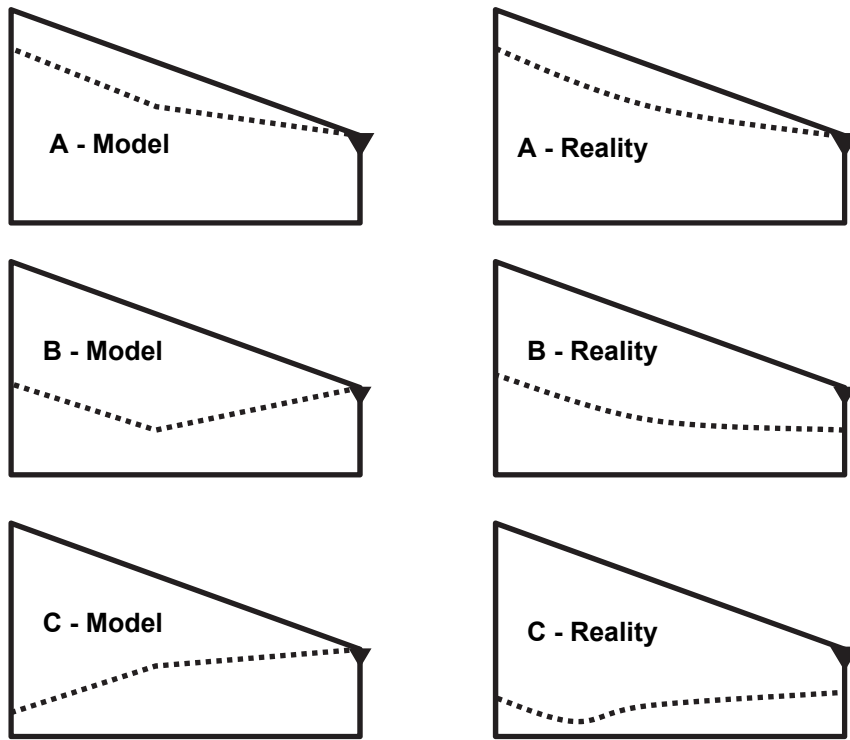 A - Model
A - Reality
B - Model
B - Reality
C - Model
C - Reality